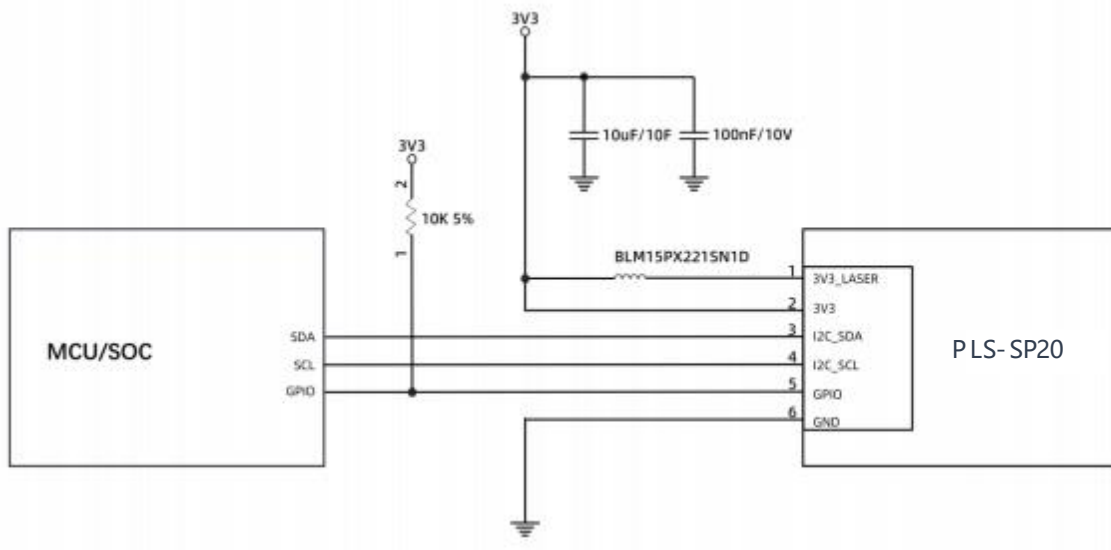 3V3
10uF/10F
100nF/10V
3V3
2
10K 5%
1
BLM15PX221SN1D
1
3V3_LASER
2
3V3
MCU/SOC
SDA
3
I2C_SDA
PLS-SP20
SCL
4
I2C_SCL
GPIO
5
GPIO
6
GND